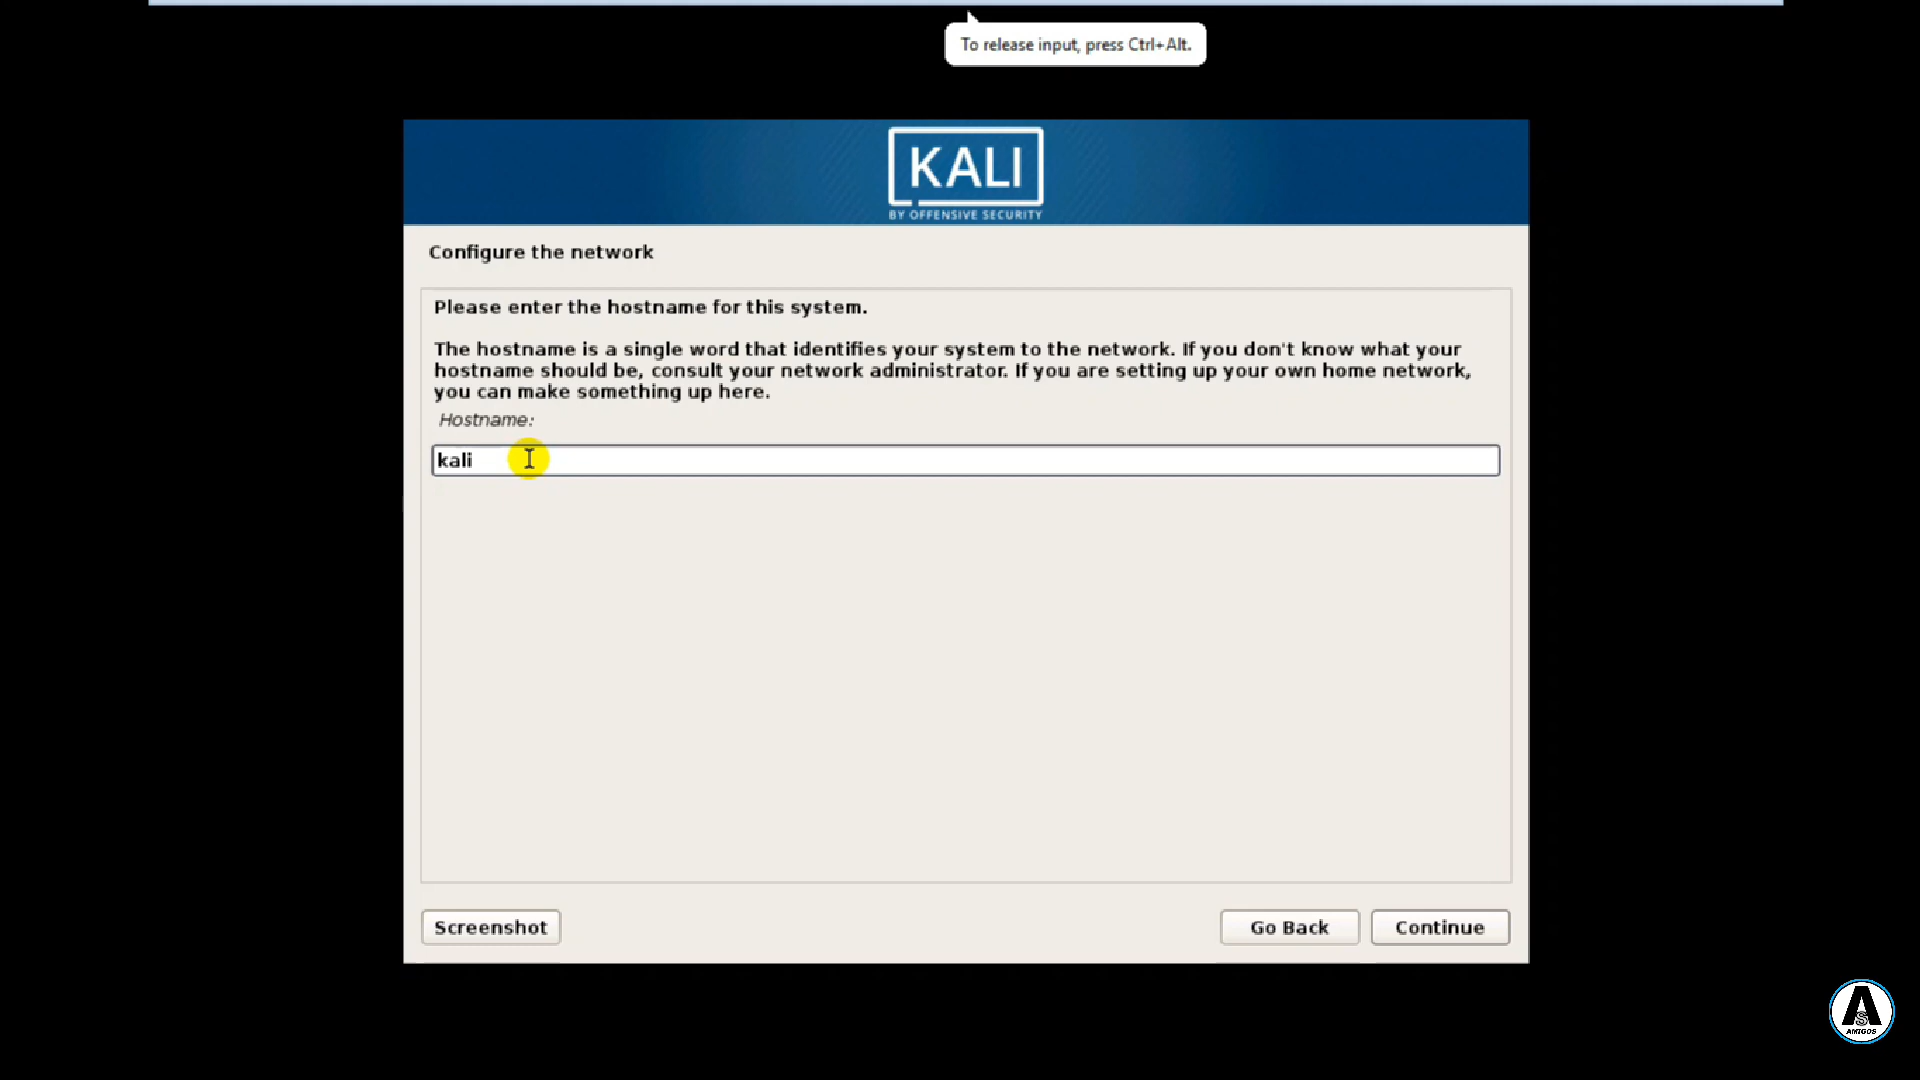 To release input, press Ctrl+Alt.
KALI
BY OFFENSIVE SECURITY
Configure the network
Please enter the hostname for this system.
The hostname is a single word that identifies your system to the network. If you don't know what your
hostname should be, consult your network administrator. If you are setting up your own home network,
you can make something up here.
Hostname:
kali
Screenshot
Go Back
Continue
A
S
AMIGOS